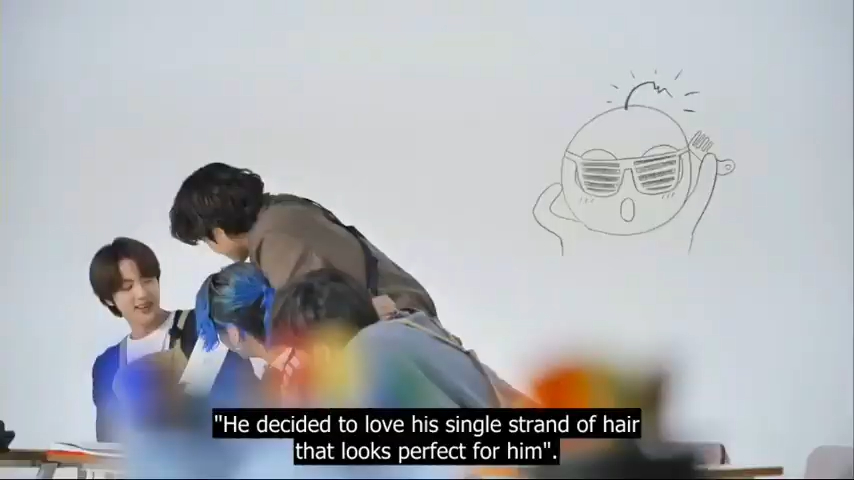 "He decided to love his single strand of hair
that looks perfect for him".